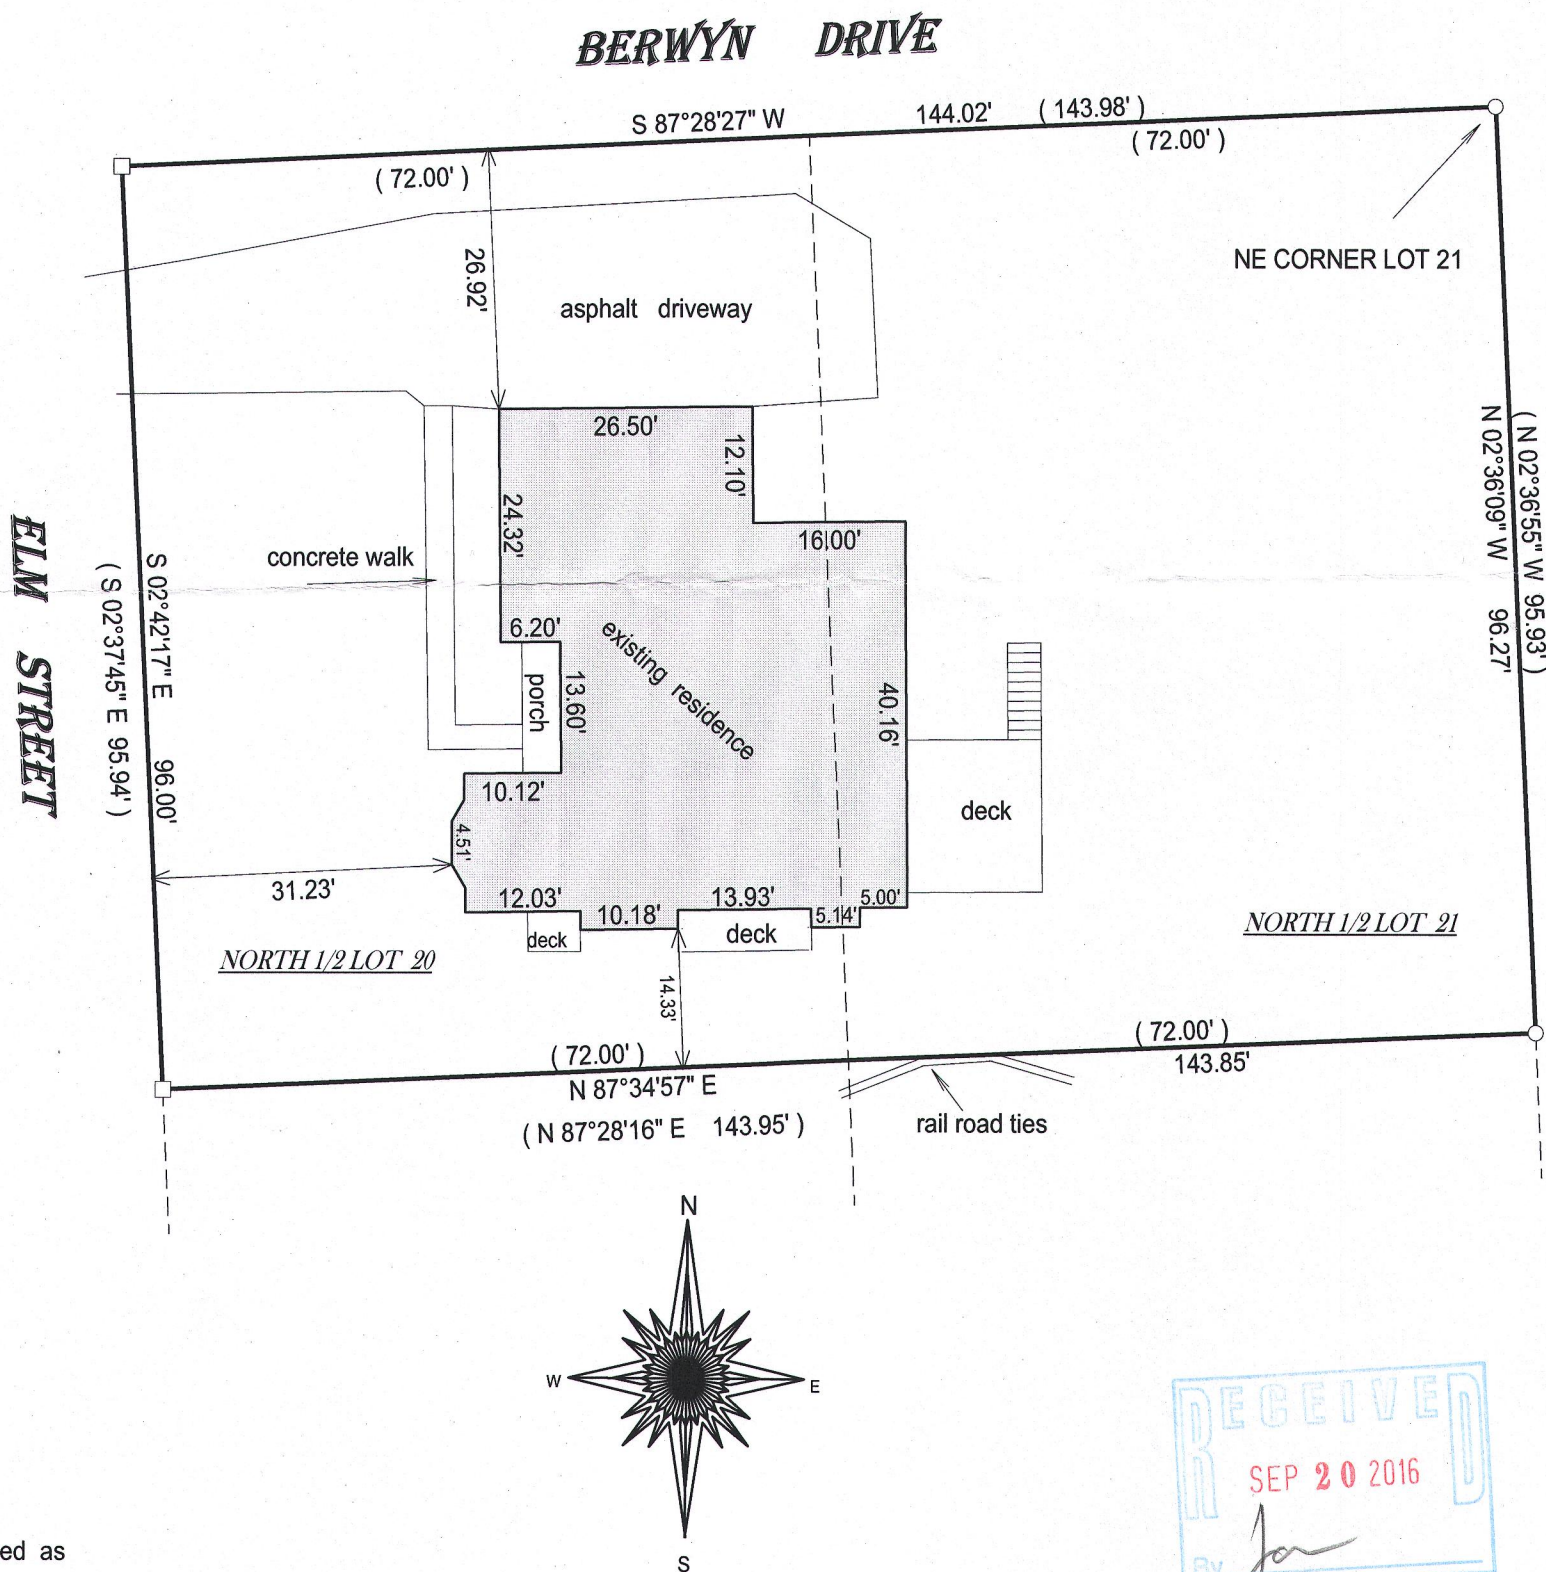 BERWYN DRIVE
S 87°28'27" W 144.02' ( 143.98' )
( 72.00' ) ( 72.00' )
NE CORNER LOT 21
26.92'
asphalt driveway
26.50'
12.10'
24.32'
16.00'
concrete walk
6.20'
porch
13.60'
existing residence
40.16'
deck
10.12'
4.51'
31.23'
12.03'
10.18'
13.93'
5.14'
5.00'
deck
deck
14.33'
NORTH 1/2 LOT 20
NORTH 1/2 LOT 21
ELM STREET
S 02°42'17" E 96.00'
( S 02°37'45" E 95.94' )
( N 02°36'55" W 95.93' )
N 02°36'09" W 96.27'
( 72.00' ) ( 72.00' )
N 87°34'57" E 143.85'
( N 87°28'16" E 143.95' )
rail road ties
N
W E
S
RECEIVED
SEP 20 2016
By
ed as